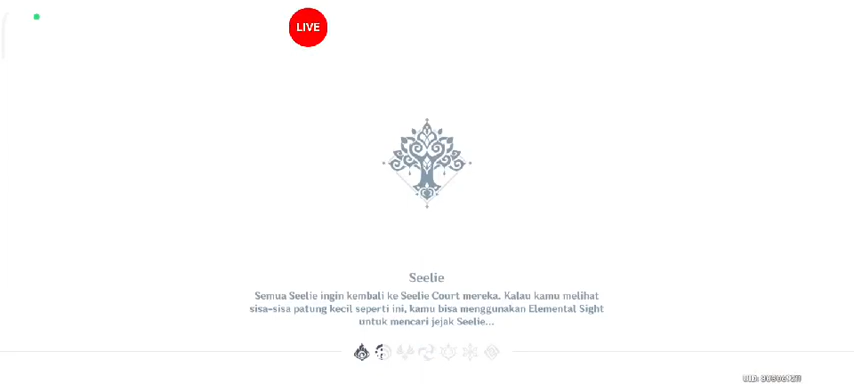 LIVE
Seelie
Semua Seelie ingin kembali ke Seelie Court mereka. Kalau kamu melihat
sisa-sisa patung kecil seperti ini, kamu bisa menggunakan Elemental Sight
untuk mencari jejak Seelie...